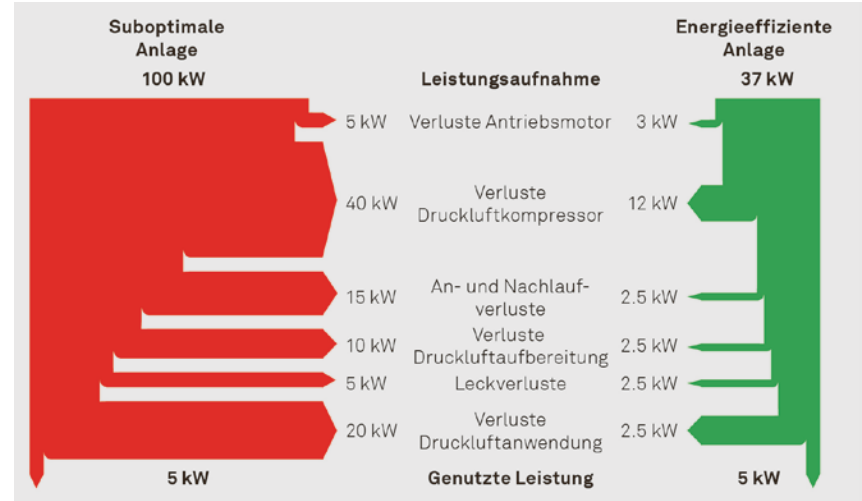 Suboptimale
Anlage
100 kW
Leistungsaufnahme
Energieeffiziente
Anlage
37 kW
5 kW Verluste Antriebsmotor 3 kW
40 kW Verluste
Druckluftkompressor 12 kW
15 kW An- und Nachlauf-
verluste 2.5 kW
10 kW Verluste
Druckluftaufbereitung 2.5 kW
5 kW Leckverluste 2.5 kW
20 kW Verluste
Druckluftanwendung 2.5 kW
5 kW Genutzte Leistung 5 kW